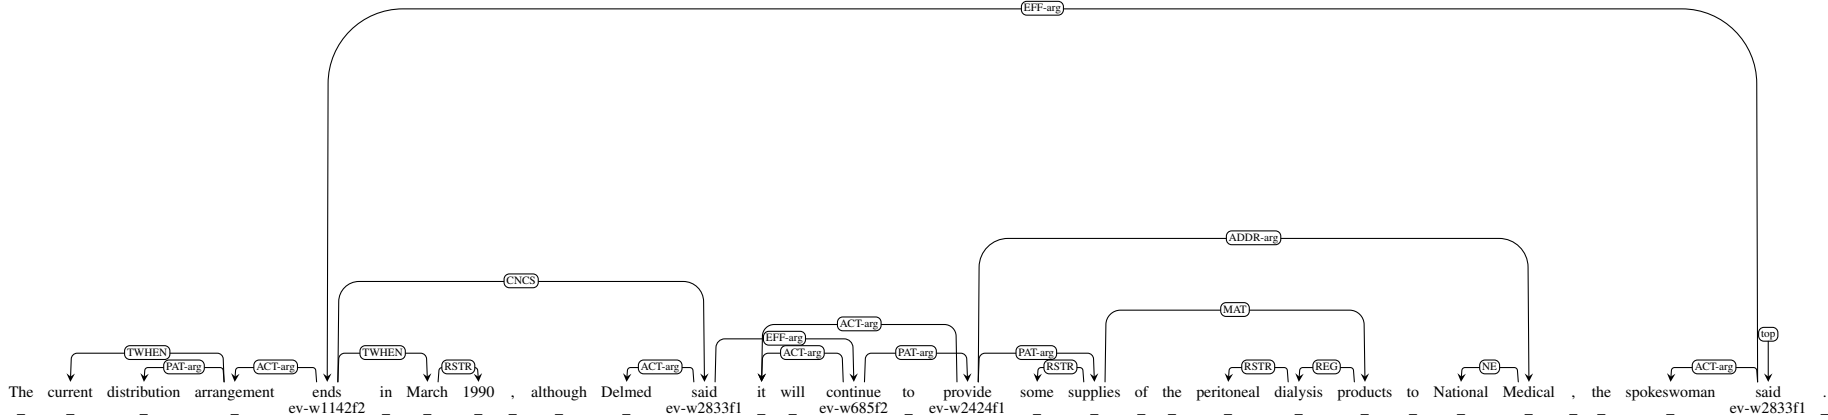 EFF-arg
ADDR-arg
CNCS
MAT
ACT-arg
top
EFF-arg
TWHEN TWHEN ACT-arg PAT-arg PAT-arg
PAT-arg ACT-arg RSTR ACT-arg RSTR RSTR REG NE ACT-arg
The current distribution arrangement ends in March 1990 , although Delmed said it will continue to provide some supplies of the peritoneal dialysis products to National Medical , the spokeswoman said .
_ _ _ _ ev-w1142f2 _ _ _ _ _ _ ev-w2833f1 _ _ ev-w685f2 _ ev-w2424f1 _ _ _ _ _ _ _ _ _ _ _ _ _ ev-w2833f1 _